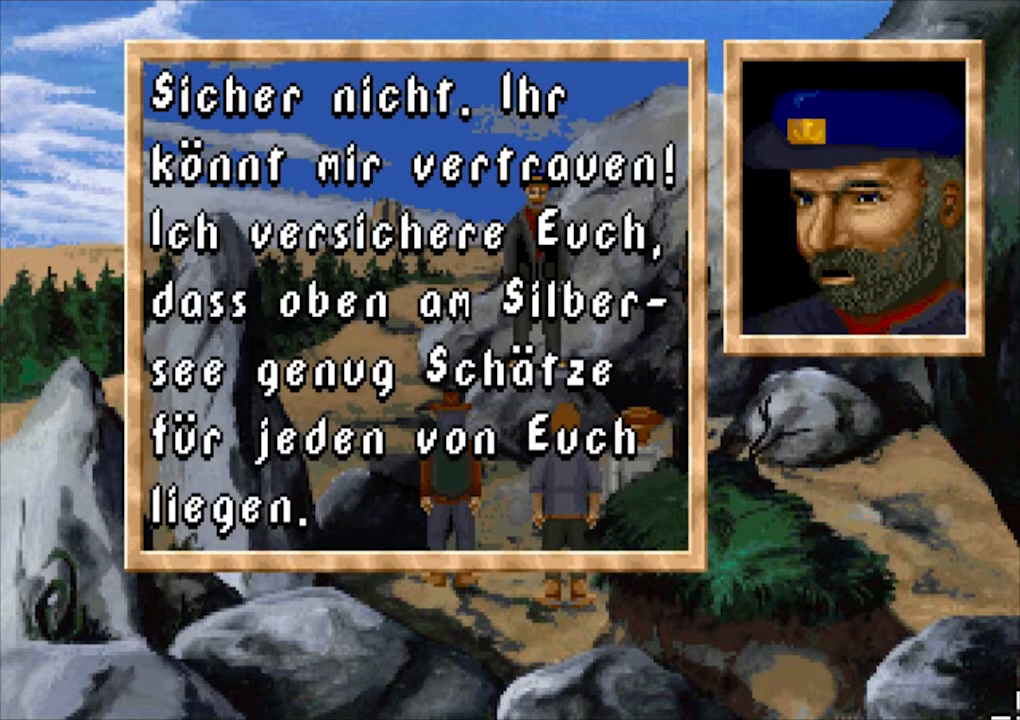 Sicher nicht. Ihr
könnt mir vertrauen!
Ich versichere Euch,
dass oben am Silber-
see genug Schätze
für jeden von Euch
liegen.